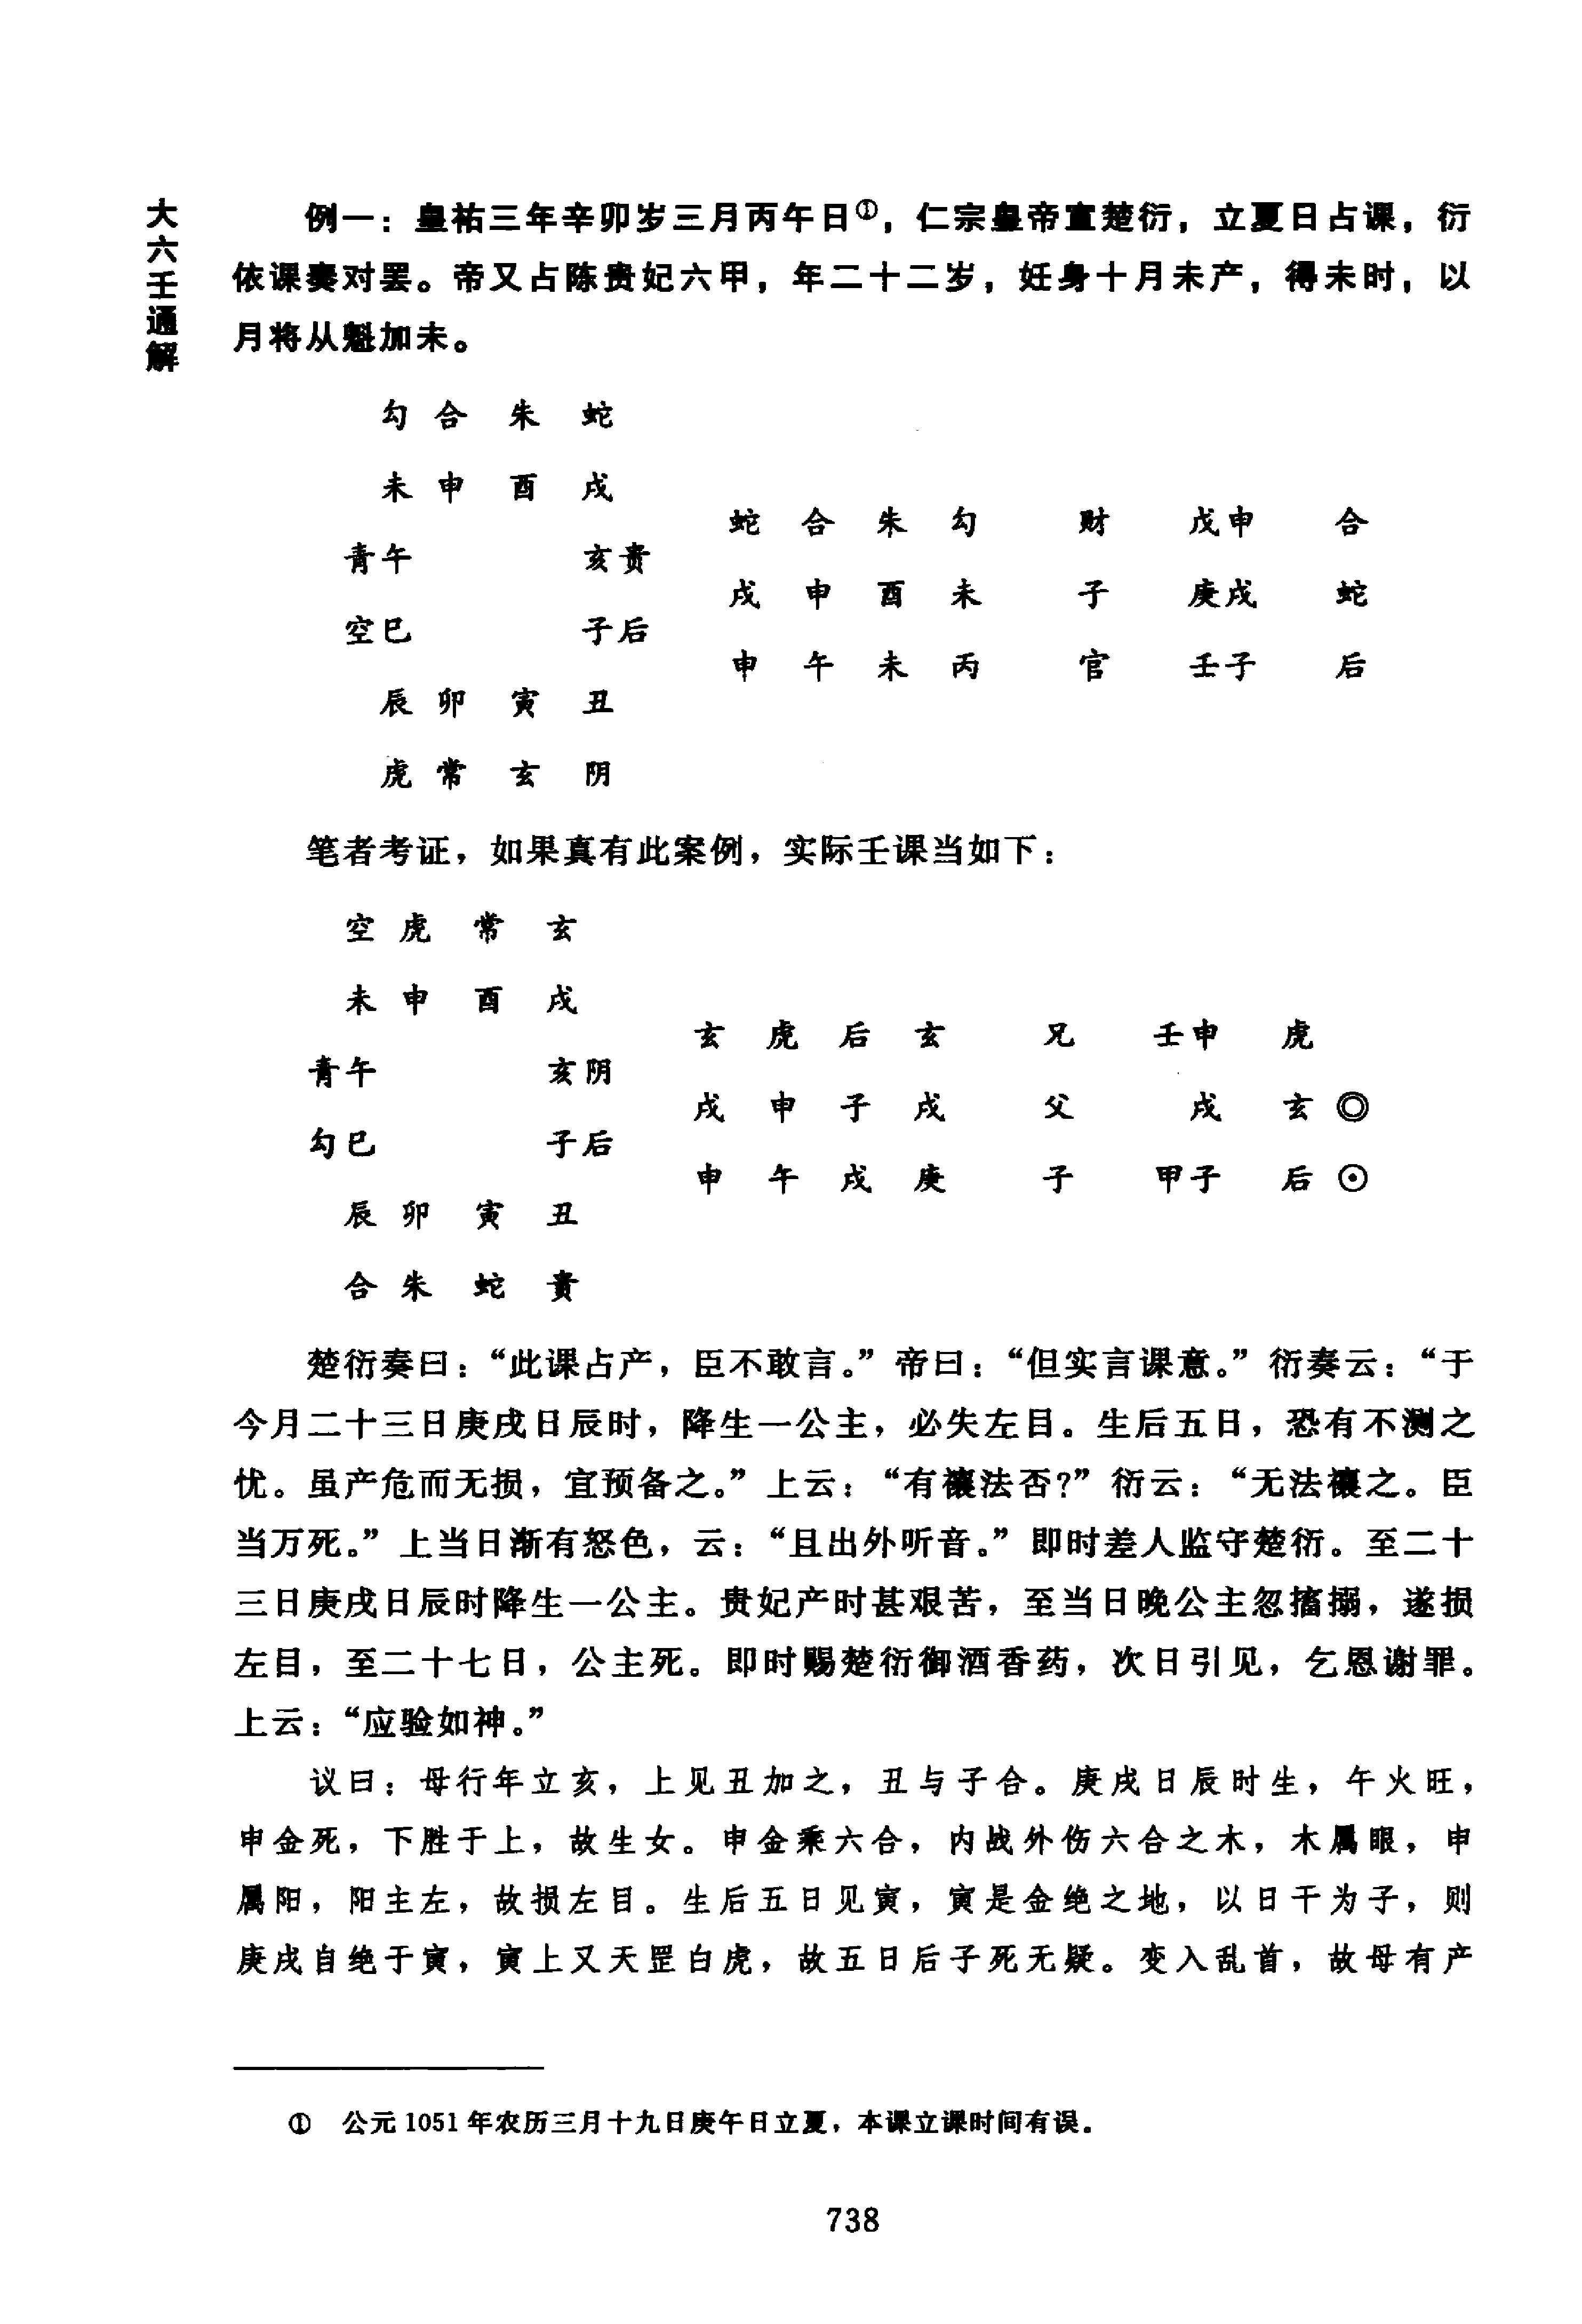 大六壬通解
例一：皇祐三年辛卯岁三月丙午日①，仁宗皇帝宣楚衍，立夏日占课，衍
依课奏对罢。帝又占陈贵妃六甲，年二十二岁，妊身十月未产，得未时，以
月将从魁加未。
勾 合 朱 蛇
未 申 酉 戌
蛇 合 朱 勾 财 戊申 合
青午 亥贵
戌 申 酉 未 子 庚戌 蛇
空巳 子后
申 午 未 丙 官 壬子 后
辰 卯 寅 丑
虎 常 玄 阴
笔者考证，如果真有此案例，实际壬课当如下：
空 虎 常 玄
未 申 酉 戌
玄 虎 后 玄 兄 壬申 虎
青午 亥阴
戌 申 子 戌 父 戌 玄 ◎
勾巳 子后
申 午 戌 庚 子 甲子 后 ⊙
辰 卯 寅 丑
合 朱 蛇 贵
楚衍奏曰：“此课占产，臣不敢言。”帝曰：“但实言课意。”衍奏云：“于
今月二十三日庚戌日辰时，降生一公主，必失左目。生后五日，恐有不测之
忧。虽产危而无损，宜预备之。”上云：“有禳法否?”衍云：“无法禳之。臣
当万死。”上当日渐有怒色，云：“且出外听音。”即时差人监守楚衍。至二十
三日庚戌日辰时降生一公主。贵妃产时甚艰苦，至当日晚公主忽搐搦，遂损
左目，至二十七日，公主死。即时赐楚衍御酒香药，次日引见，乞恩谢罪。
上云：“应验如神。”
议曰：母行年立亥，上见丑加之，丑与子合。庚戌日辰时生，午火旺，
申金死，下胜于上，故生女。申金乘六合，内战外伤六合之木，木属眼，申
属阳，阳主左，故损左目。生后五日见寅，寅是金绝之地，以日干为子，则
庚戌自绝于寅，寅上又天罡白虎，故五日后子死无疑。变入乱首，故母有产
① 公元1051年农历三月十九日庚午日立夏，本课立课时间有误。
738